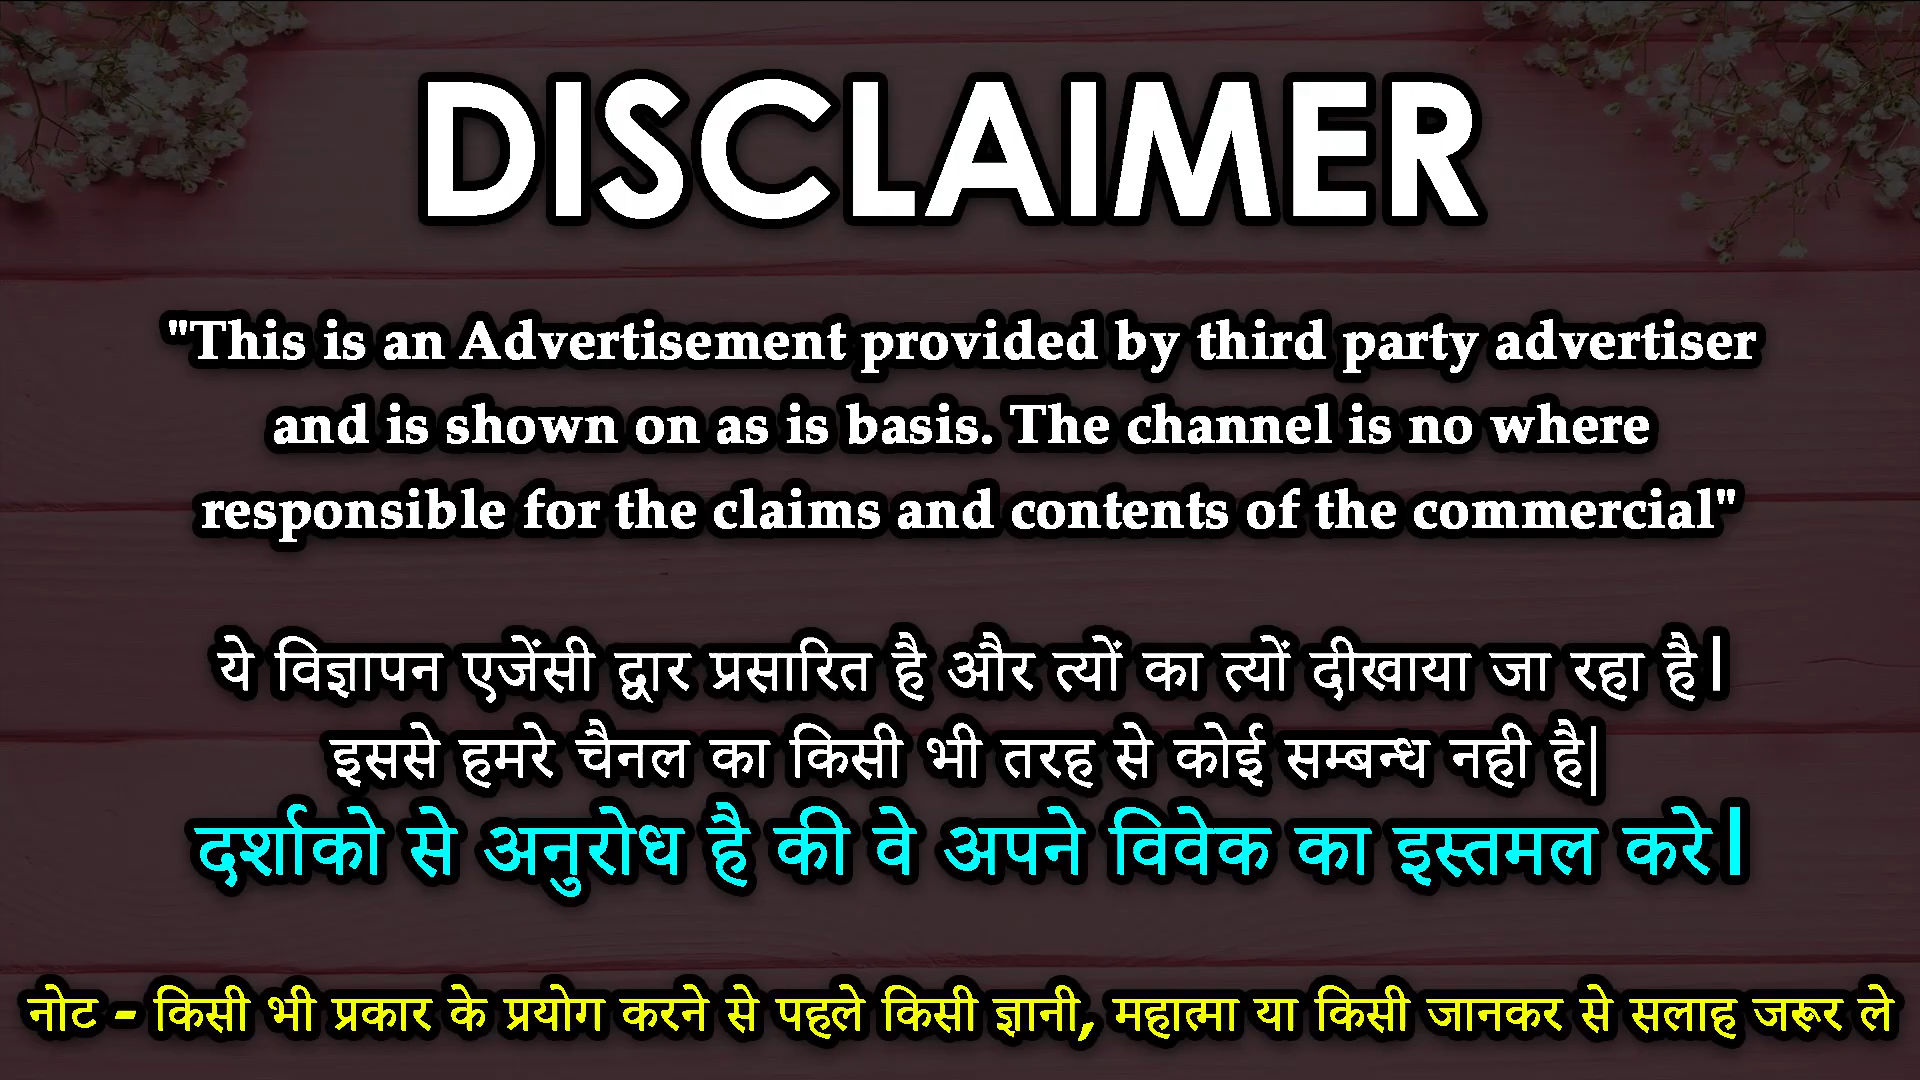 DISCLAIMER
"This is an Advertisement provided by third party advertiser
and is shown on as is basis. The channel is no where
responsible for the claims and contents of the commercial"
ये विज्ञापन एजेंसी द्वार प्रसारित है और त्यों का त्यों दीखाया जा रहा है।
इससे हमरे चैनल का किसी भी तरह से कोई सम्बन्ध नही है|
दर्शाको से अनुरोध है की वे अपने विवेक का इस्तमल करे।
नोट - किसी भी प्रकार के प्रयोग करने से पहले किसी ज्ञानी, महात्मा या किसी जानकर से सलाह जरूर ले